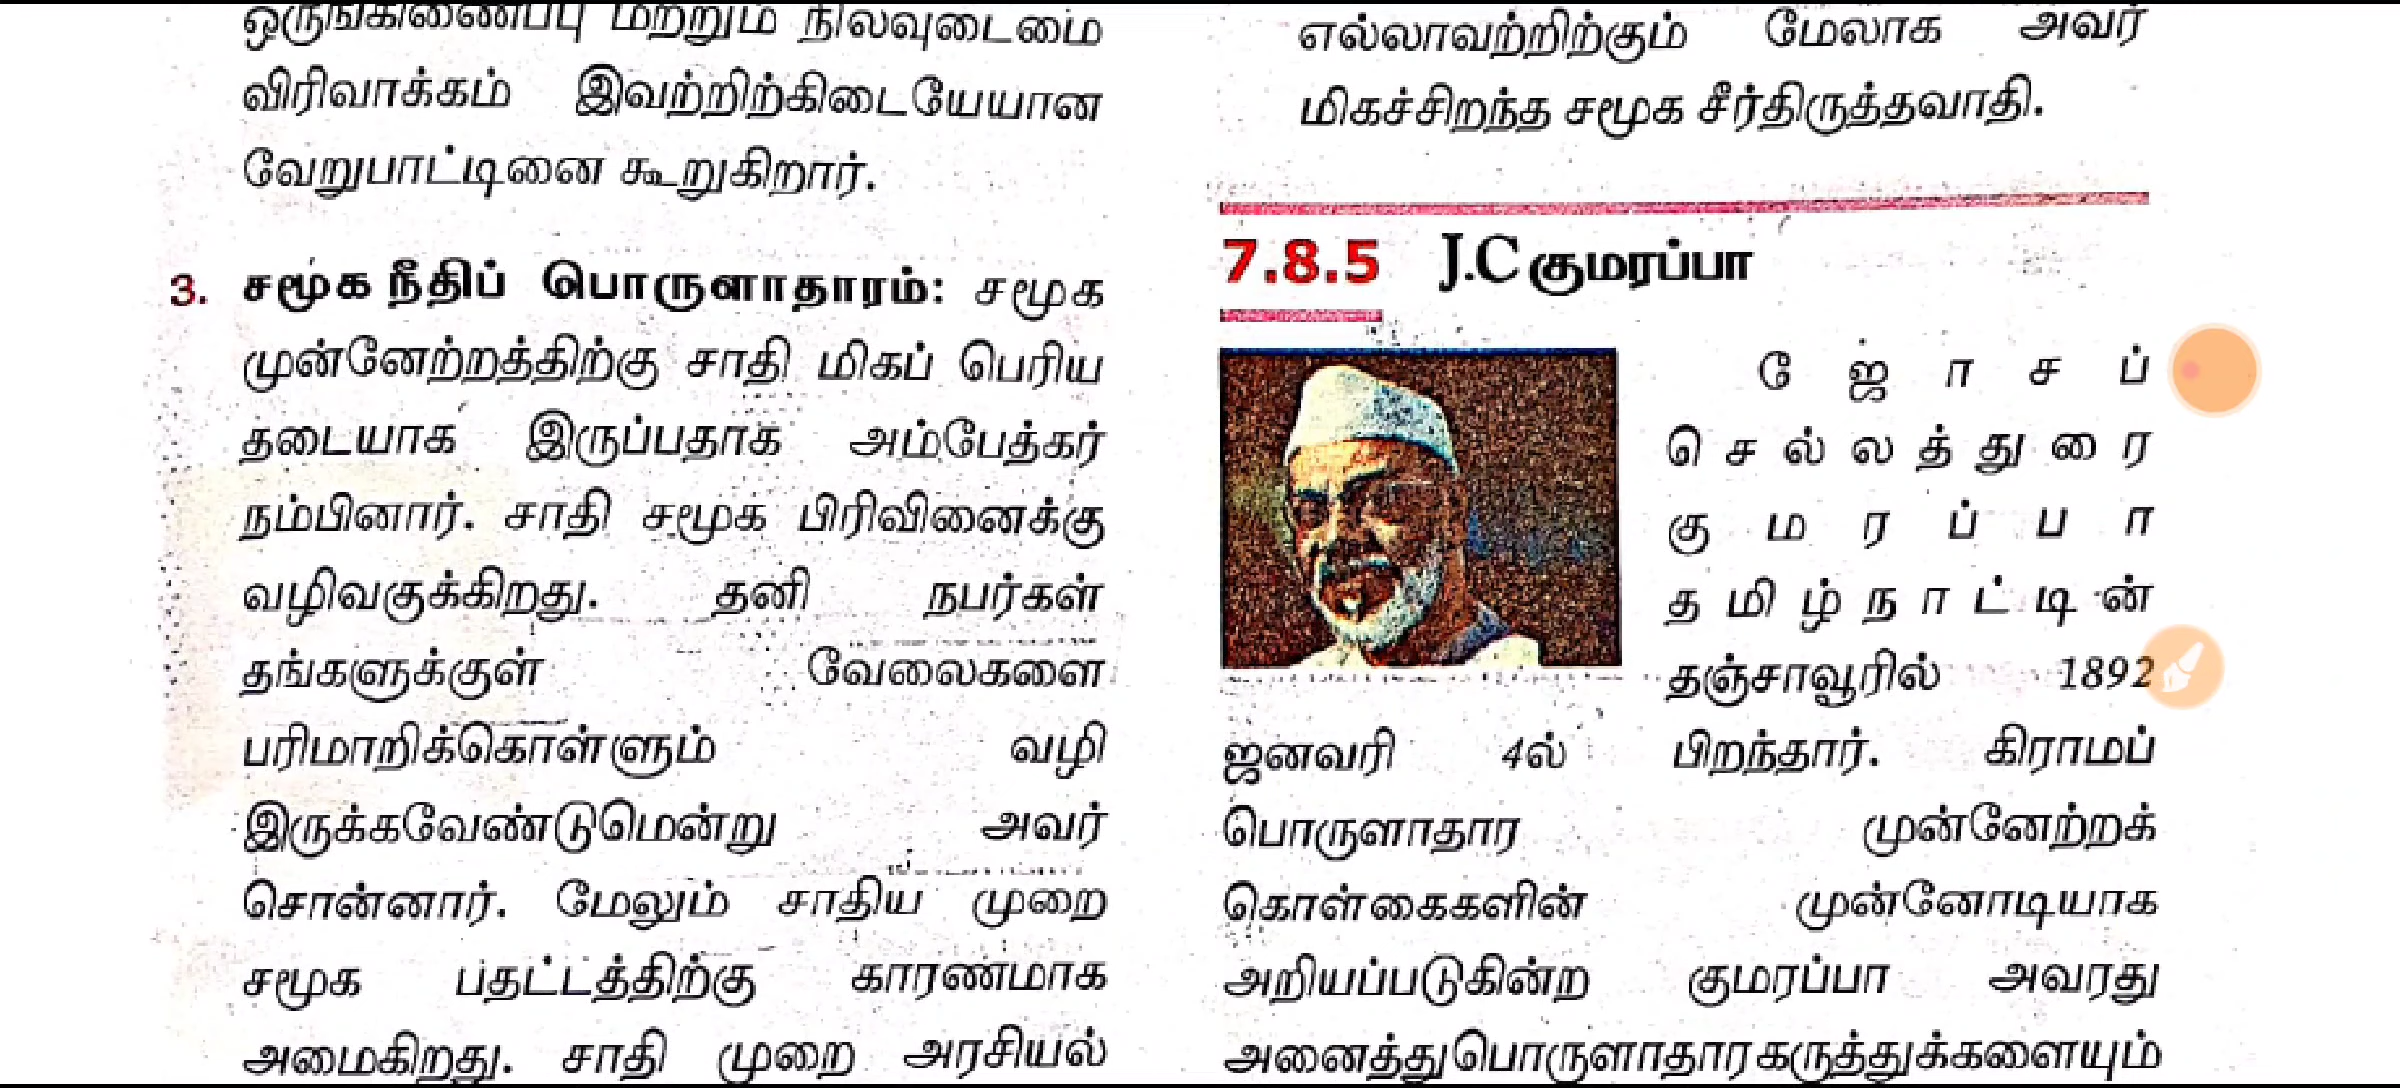 ஒருங்கிணைப்பு மற்றும் நிலவுடைமை
விரிவாக்கம் இவற்றிற்கிடையேயான
வேறுபாட்டினை கூறுகிறார்.
3. சமூக நீதிப் பொருளாதாரம்: சமூக
முன்னேற்றத்திற்கு சாதி மிகப் பெரிய
தடையாக இருப்பதாக அம்பேத்கர்
நம்பினார். சாதி சமூக பிரிவினைக்கு
வழிவகுக்கிறது. தனி நபர்கள்
தங்களுக்குள் வேலைகளை
பரிமாறிக்கொள்ளும் வழி
இருக்கவேண்டுமென்று அவர்
சொன்னார். மேலும் சாதிய முறை
சமூக பதட்டத்திற்கு காரணமாக
அமைகிறது. சாதி முறை அரசியல்
எல்லாவற்றிற்கும் மேலாக அவர்
மிகச்சிறந்த சமூக சீர்திருத்தவாதி.
7.8.5 J.C குமரப்பா
ஜோசப்
செல்லத்துரை
குமரப்பா
தமிழ்நாட்டின்
தஞ்சாவூரில் 1892
ஜனவரி 4ல் பிறந்தார். கிராமப்
பொருளாதார முன்னேற்றக்
கொள்கைகளின் முன்னோடியாக
அறியப்படுகின்ற குமரப்பா அவரது
அனைத்துபொருளாதாரகருத்துக்களையும்